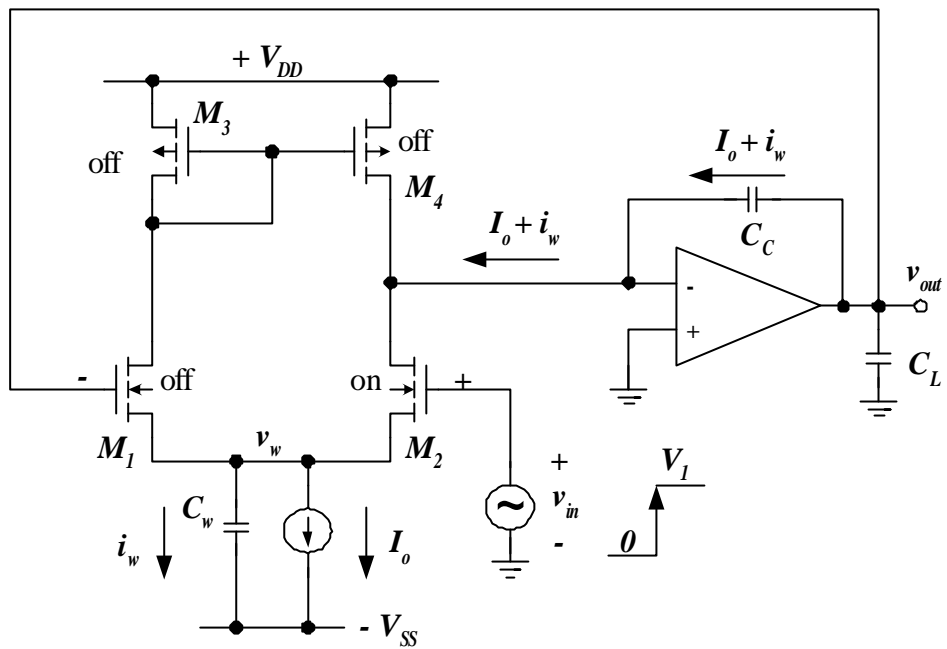 + V_DD
M_3
off
off
M_4
I_o + i_w
I_o + i_w
C_C
-
+
v_out
C_L
-
off
on
+
M_1
v_w
M_2
C_w
i_w
I_o
+
v_in
-
~
V_1
0
- V_SS